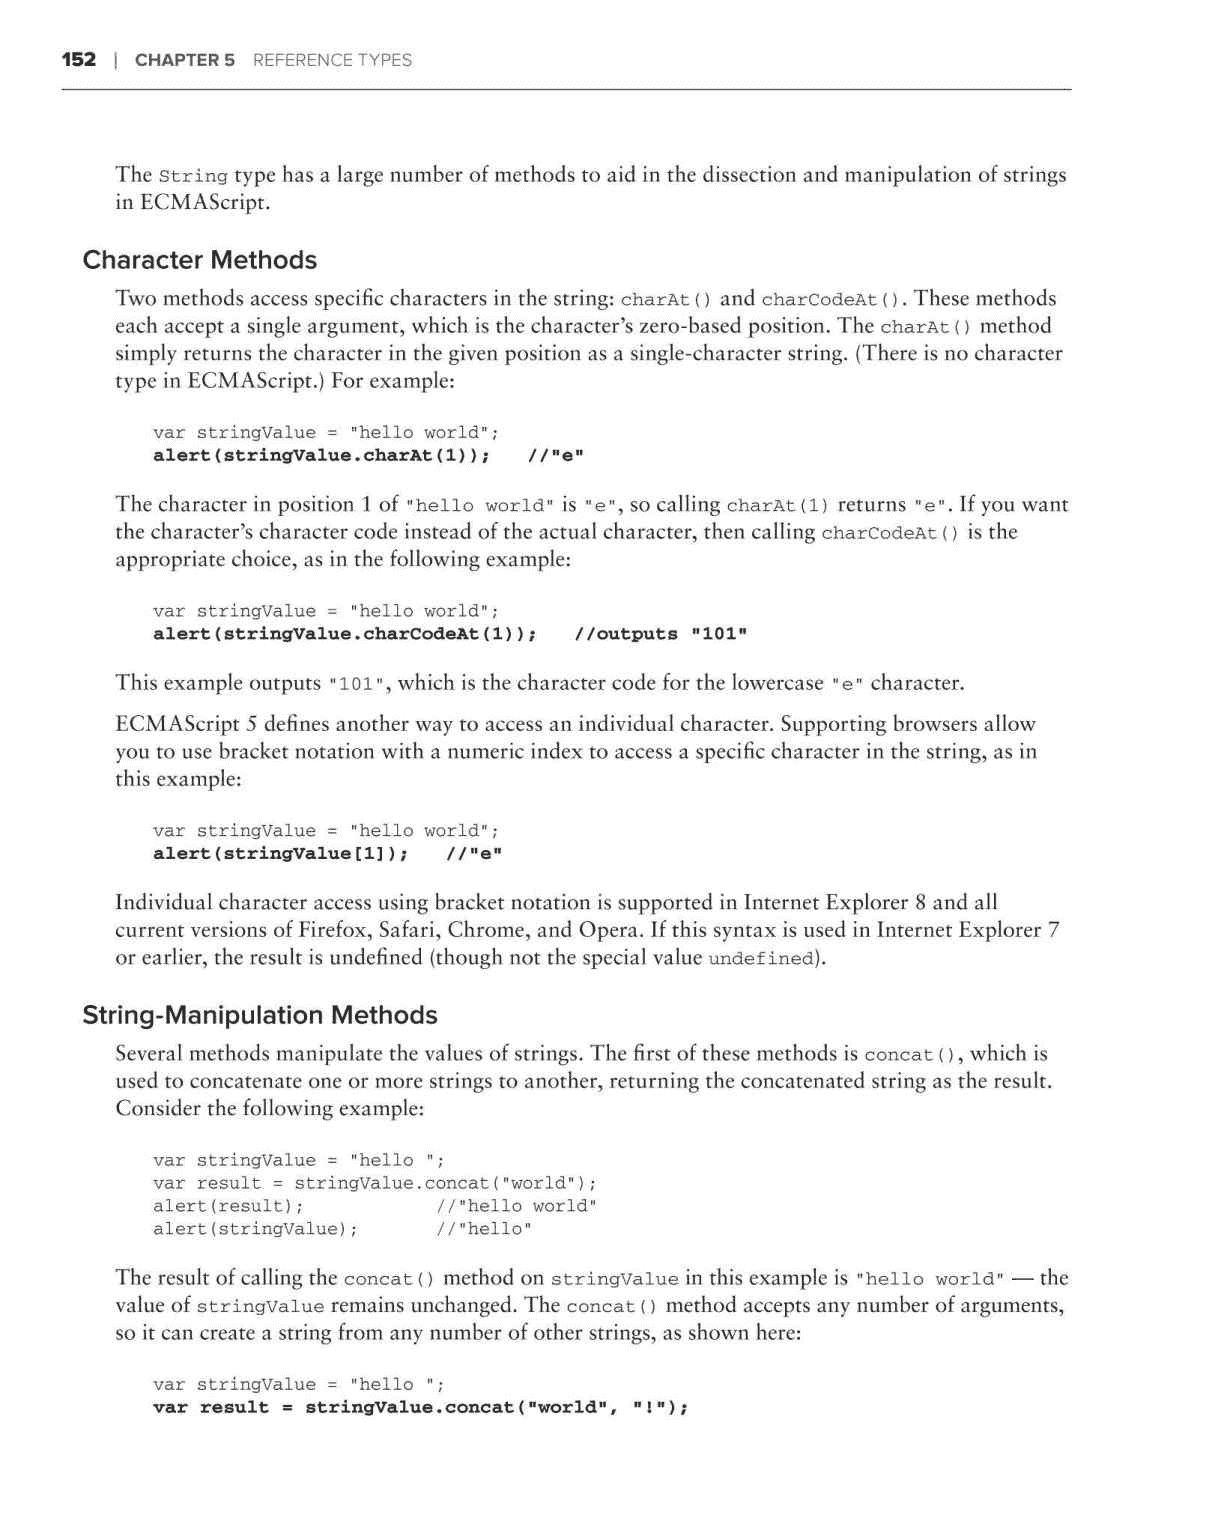 152 | CHAPTER 5 REFERENCE TYPES
The String type has a large number of methods to aid in the dissection and manipulation of strings
in ECMAScript.
Character Methods
Two methods access specific characters in the string: charAt() and charCodeAt(). These methods
each accept a single argument, which is the character’s zero-based position. The charAt() method
simply returns the character in the given position as a single-character string. (There is no character
type in ECMAScript.) For example:
var stringValue = "hello world";
alert(stringValue.charAt(1));   //"e"
The character in position 1 of "hello world" is "e", so calling charAt(1) returns "e". If you want
the character’s character code instead of the actual character, then calling charCodeAt() is the
appropriate choice, as in the following example:
var stringValue = "hello world";
alert(stringValue.charCodeAt(1));   //outputs "101"
This example outputs "101", which is the character code for the lowercase "e" character.
ECMAScript 5 defines another way to access an individual character. Supporting browsers allow
you to use bracket notation with a numeric index to access a specific character in the string, as in
this example:
var stringValue = "hello world";
alert(stringValue[1]);   //"e"
Individual character access using bracket notation is supported in Internet Explorer 8 and all
current versions of Firefox, Safari, Chrome, and Opera. If this syntax is used in Internet Explorer 7
or earlier, the result is undefined (though not the special value undefined).
String-Manipulation Methods
Several methods manipulate the values of strings. The first of these methods is concat(), which is
used to concatenate one or more strings to another, returning the concatenated string as the result.
Consider the following example:
var stringValue = "hello ";
var result = stringValue.concat("world");
alert(result);            //"hello world"
alert(stringValue);       //"hello"
The result of calling the concat() method on stringValue in this example is "hello world" — the
value of stringValue remains unchanged. The concat() method accepts any number of arguments,
so it can create a string from any number of other strings, as shown here:
var stringValue = "hello ";
var result = stringValue.concat("world", "!");